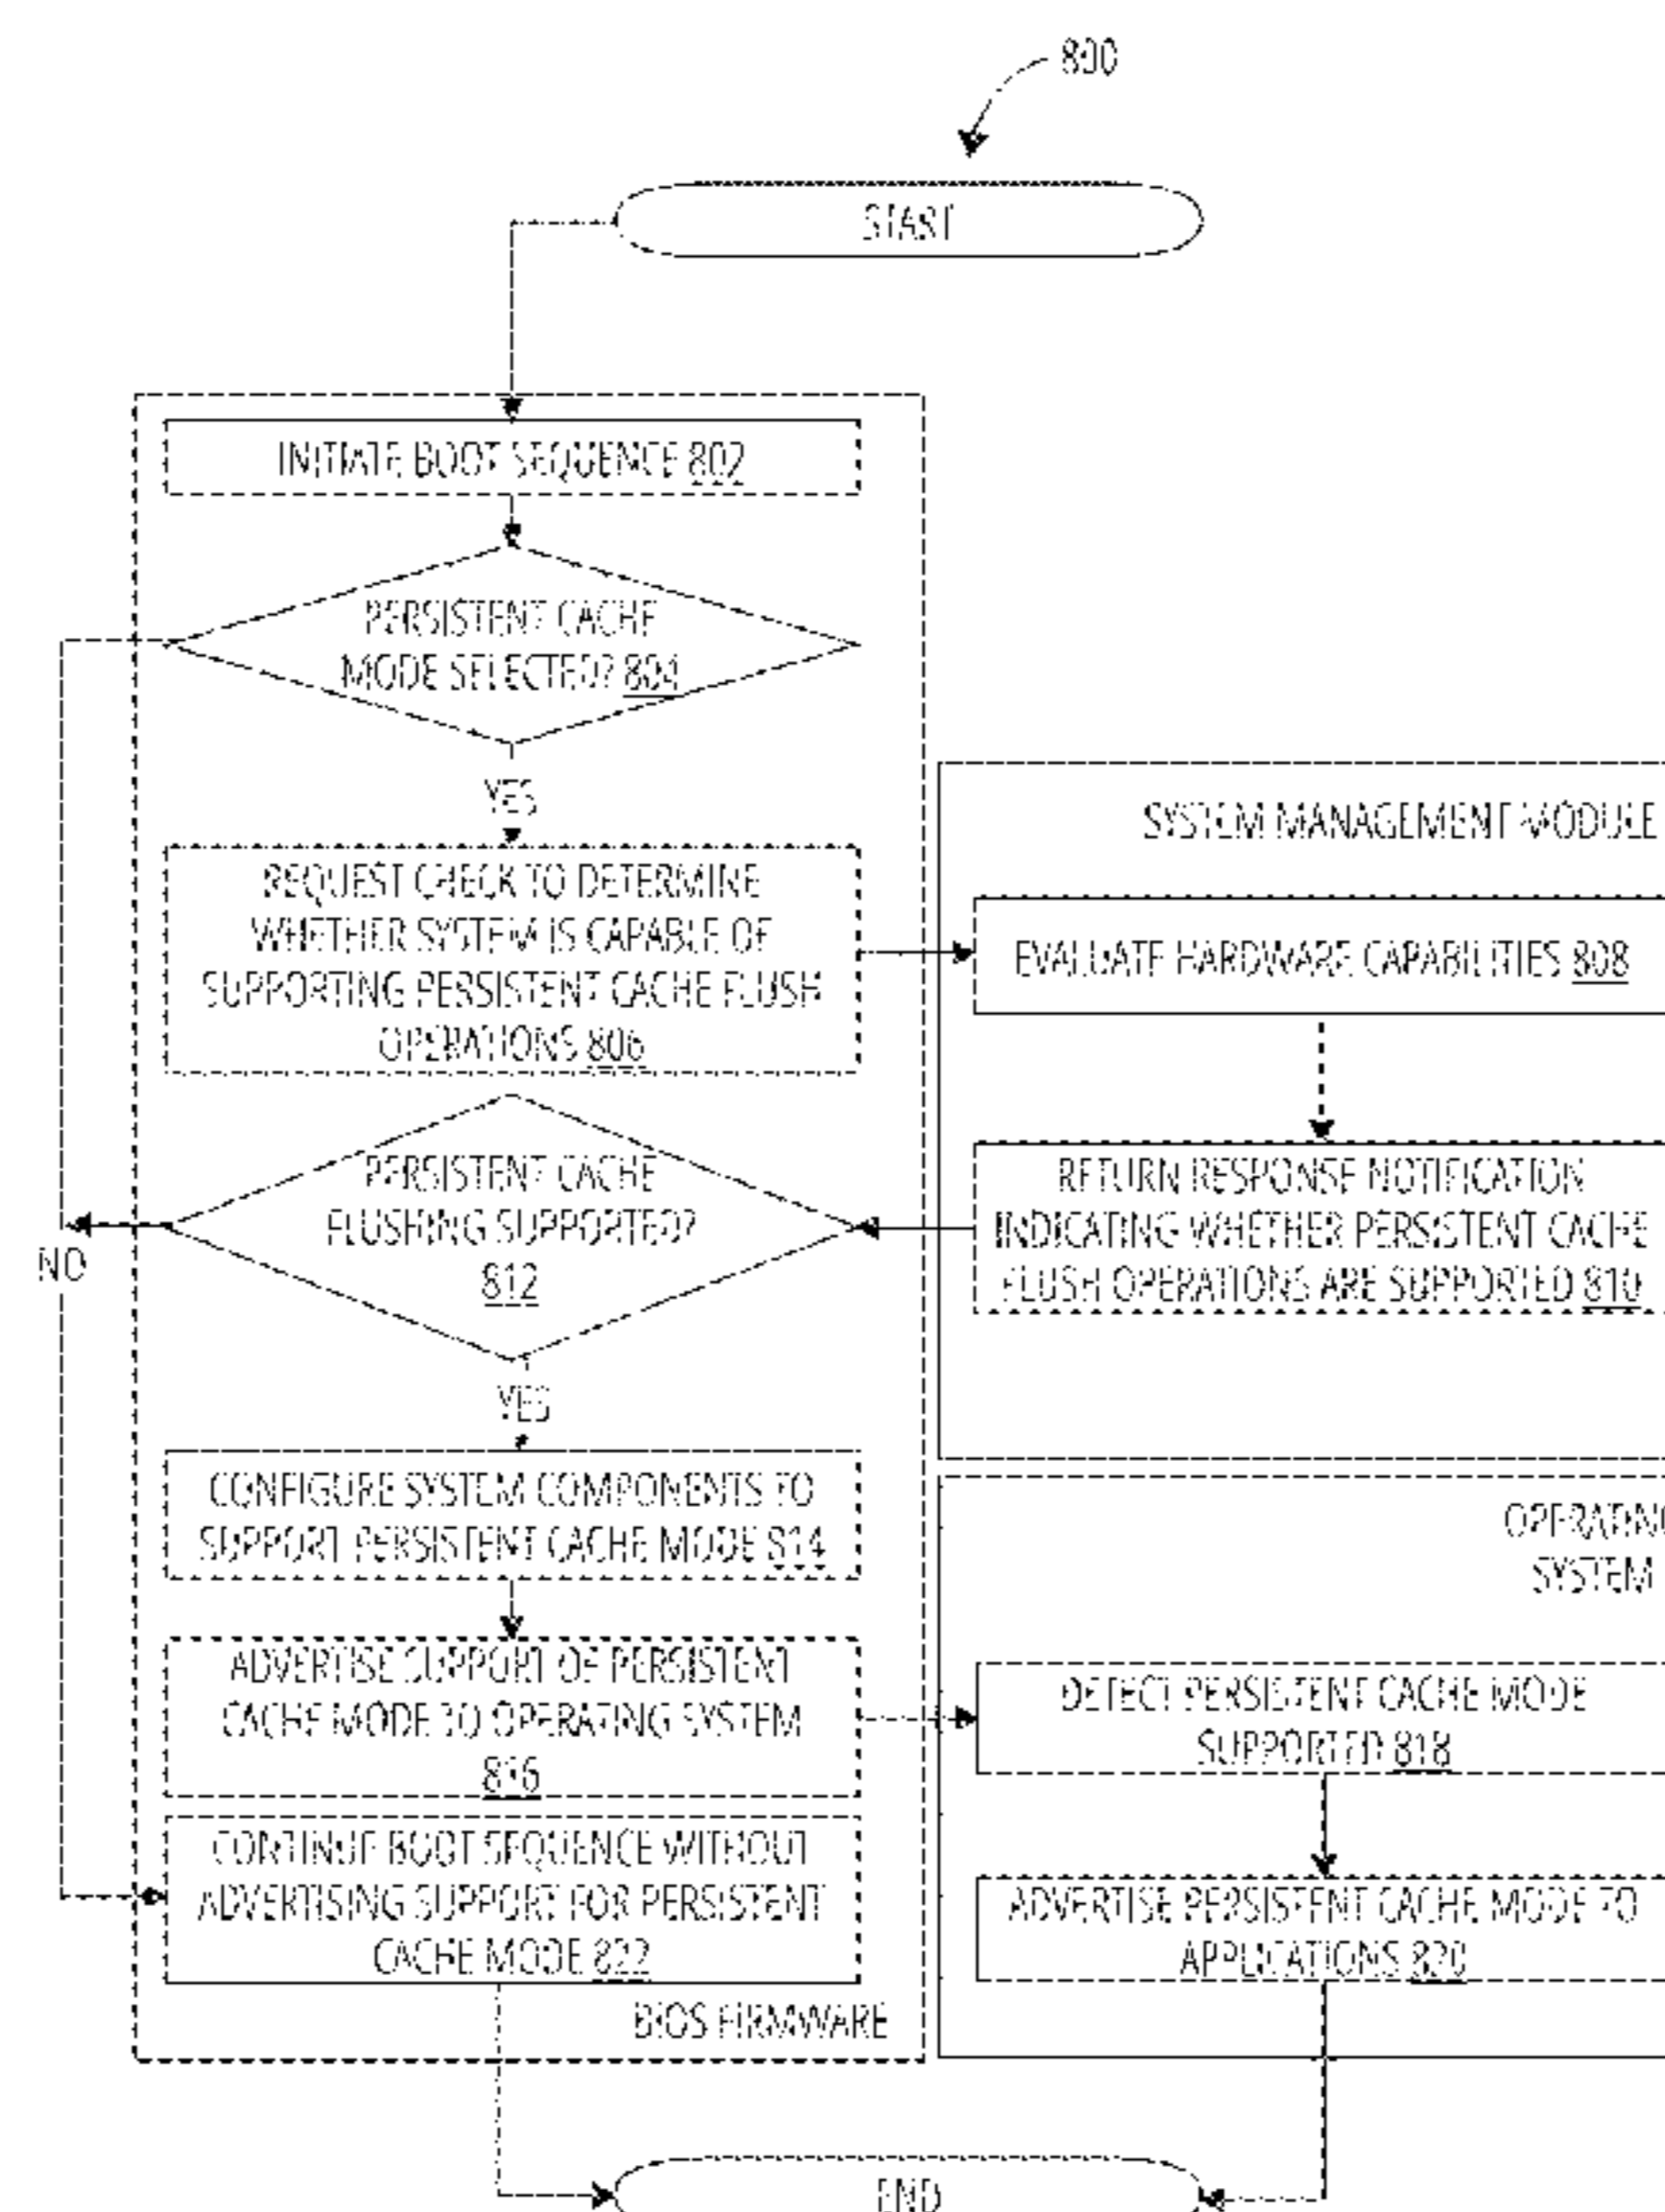 800
START
INITIATE BOOT SEQUENCE 802
PERSISTENT CACHE
MODE SELECTED? 804
YES
REQUEST CHECK TO DETERMINE
WHETHER SYSTEM IS CAPABLE OF
SUPPORTING PERSISTENT CACHE FLUSH
OPERATIONS 806
SYSTEM MANAGEMENT MODULE
EVALUATE HARDWARE CAPABILITIES 808
RETURN RESPONSE NOTIFICATION
INDICATING WHETHER PERSISTENT CACHE
FLUSH OPERATIONS ARE SUPPORTED 810
PERSISTENT CACHE
FLUSHING SUPPORTED?
812
NO
YES
CONFIGURE SYSTEM COMPONENTS TO
SUPPORT PERSISTENT CACHE MODE 814
ADVERTISE SUPPORT OF PERSISTENT
CACHE MODE TO OPERATING SYSTEM
816
OPERATING
SYSTEM
DETECT PERSISTENT CACHE MODE
SUPPORTED 818
ADVERTISE PERSISTENT CACHE MODE TO
APPLICATIONS 820
CONTINUE BOOT SEQUENCE WITHOUT
ADVERTISING SUPPORT FOR PERSISTENT
CACHE MODE 822
BIOS FIRMWARE
END